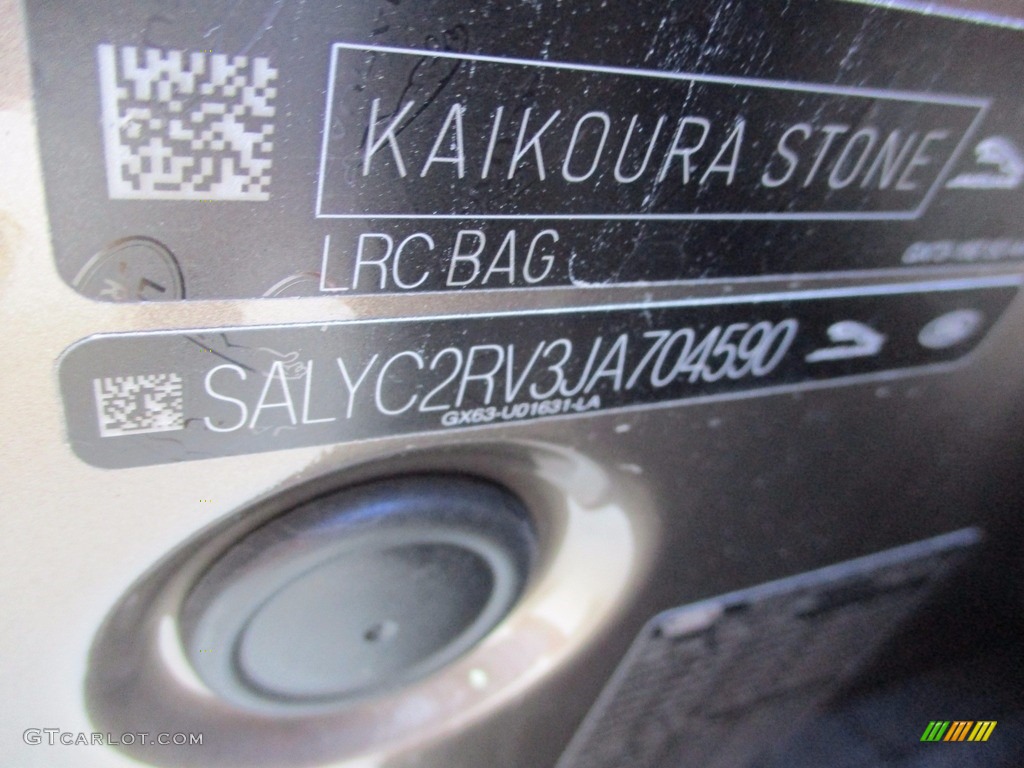 KAIKOURA STONE
LRC BAG
SALYC2RV3JA704590
GX63-U01631-LA
GTCARLOT.COM